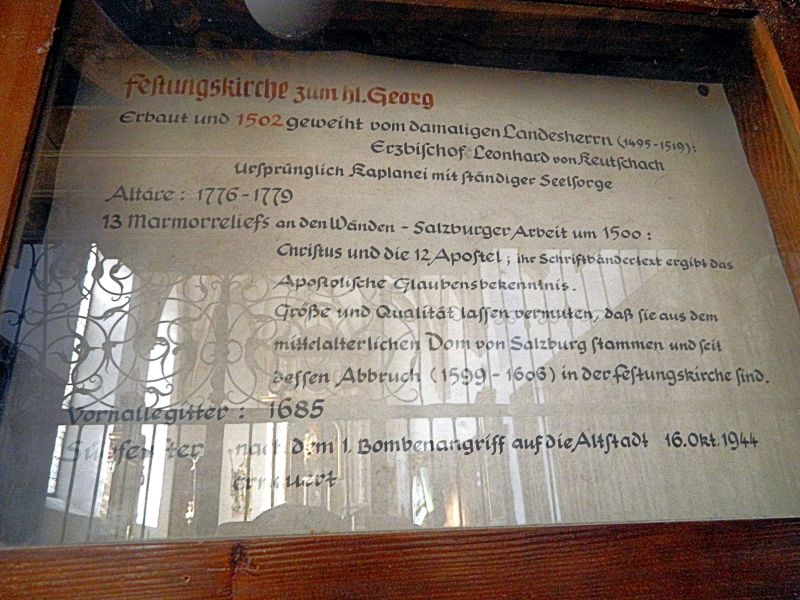 Festungskirche zum hl. Georg
Erbaut und 1502 geweiht vom damaligen Landesherrn (1495-1519):
Erzbischof Leonhard von Keutschach
Ursprünglich Kaplanei mit ständiger Seelsorge
Altäre: 1776-1779
13 Marmorreliefs an den Wänden - Salzburger Arbeit um 1500:
Christus und die 12 Apostel; ihr Schriftbändertext ergibt das
Apostolische Glaubensbekenntnis.
Größe und Qualität lassen vermuten, daß sie aus dem
mittelalterlichen Dom von Salzburg stammen und seit
dessen Abbruch (1599-1606) in der Festungskirche sind.
Vorhallegitter: 1685
Südfenster nach dem 1. Bombenangriff auf die Altstadt 16. Okt. 1944
erneuert